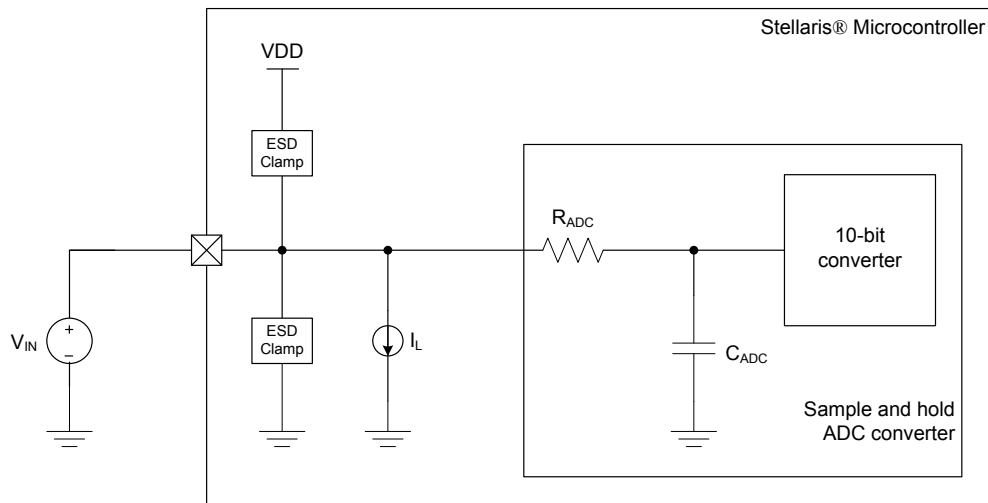 Stellaris® Microcontroller
VDD
ESD
Clamp
RADC
10-bit
converter
ESD
Clamp
VIN
+
–
IL
CADC
Sample and hold
ADC converter